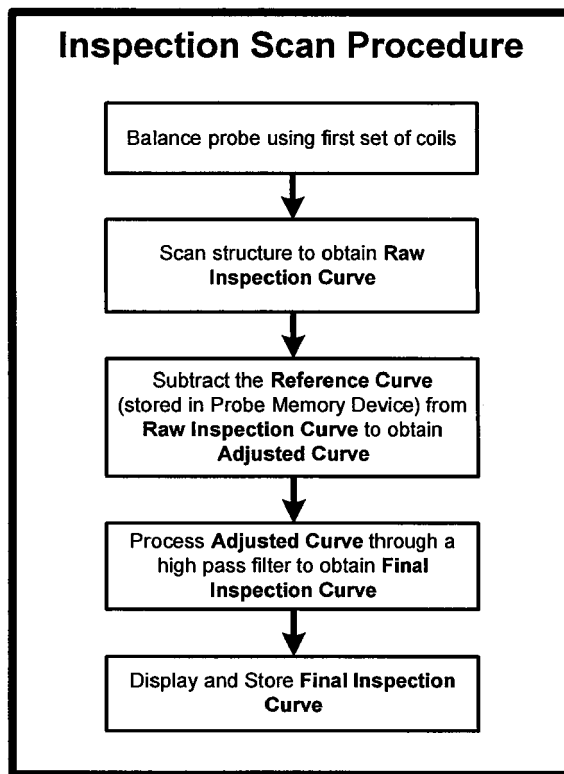 Inspection Scan Procedure
Balance probe using first set of coils
Scan structure to obtain Raw
Inspection Curve
Subtract the Reference Curve
(stored in Probe Memory Device) from
Raw Inspection Curve to obtain
Adjusted Curve
Process Adjusted Curve through a
high pass filter to obtain Final
Inspection Curve
Display and Store Final Inspection
Curve